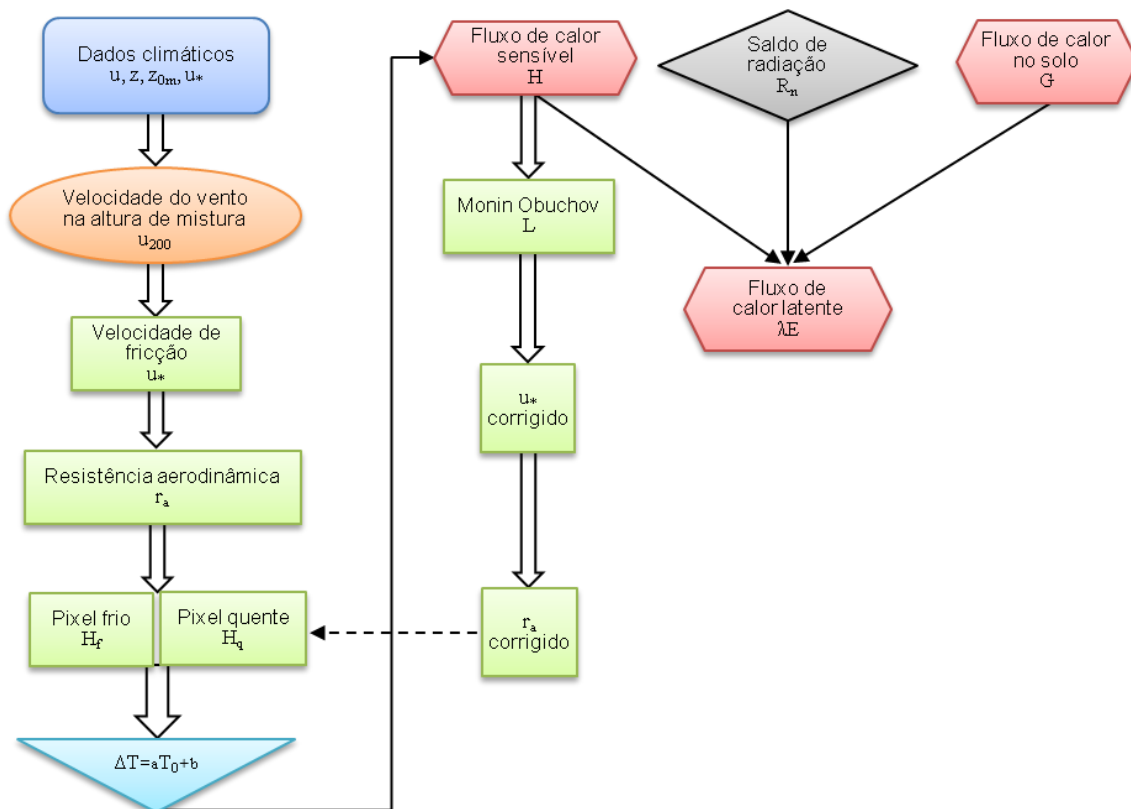 Dados climáticos
u, z, z0m, u*
Velocidade do vento
na altura de mistura
u200
Velocidade de
fricção
u*
Resistência aerodinâmica
ra
Pixel frio
Hf
Pixel quente
Hq
ΔT=aT0+b
Fluxo de calor
sensível
H
Monin Obuchov
L
u*
corrigido
ra
corrigido
Saldo de
radiação
Rn
Fluxo de calor
no solo
G
Fluxo de
calor latente
λE